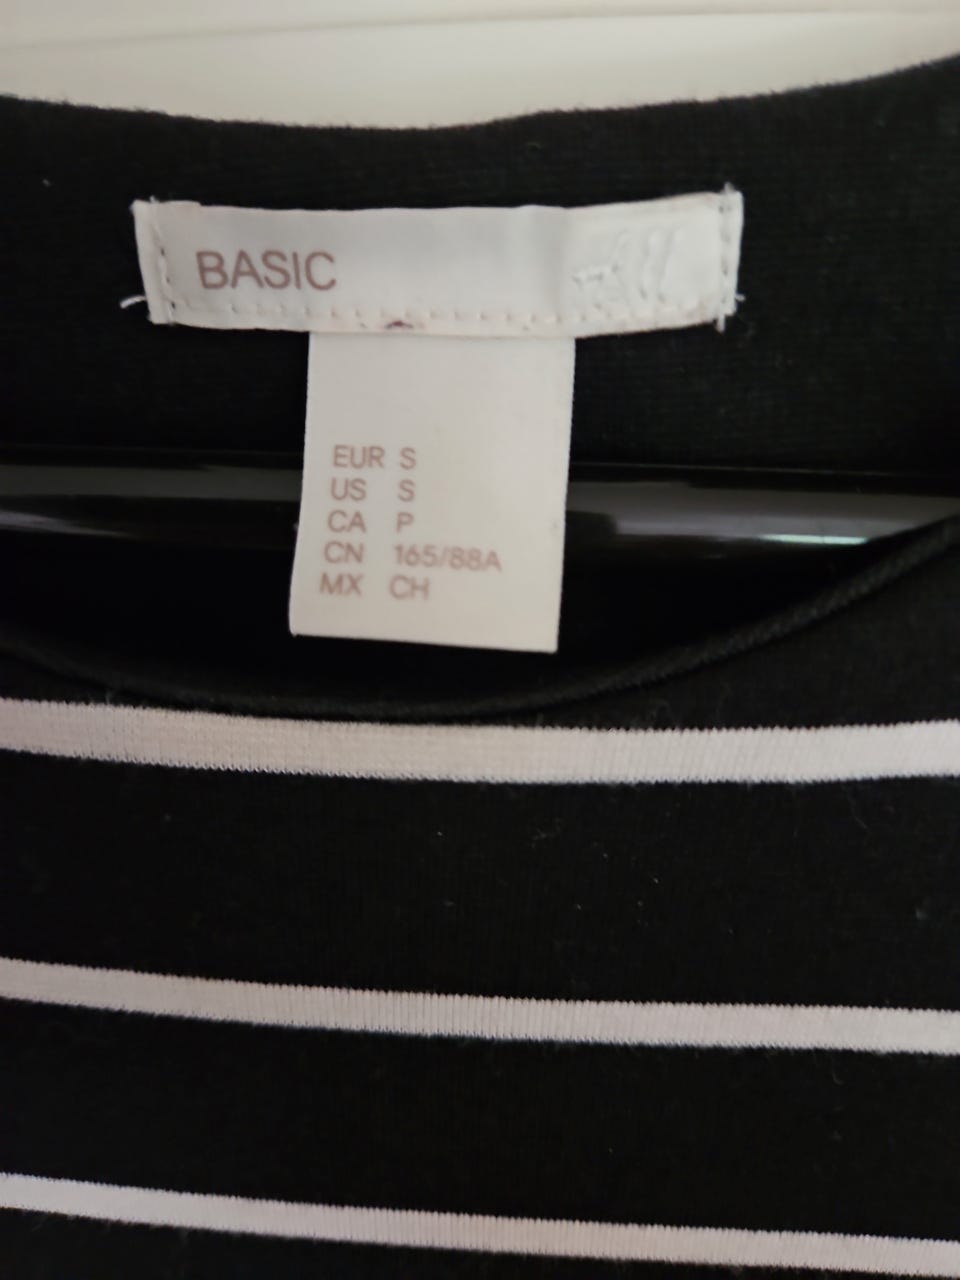 BASIC
EUR S
US S
CA P
CN 165/88A
MX CH